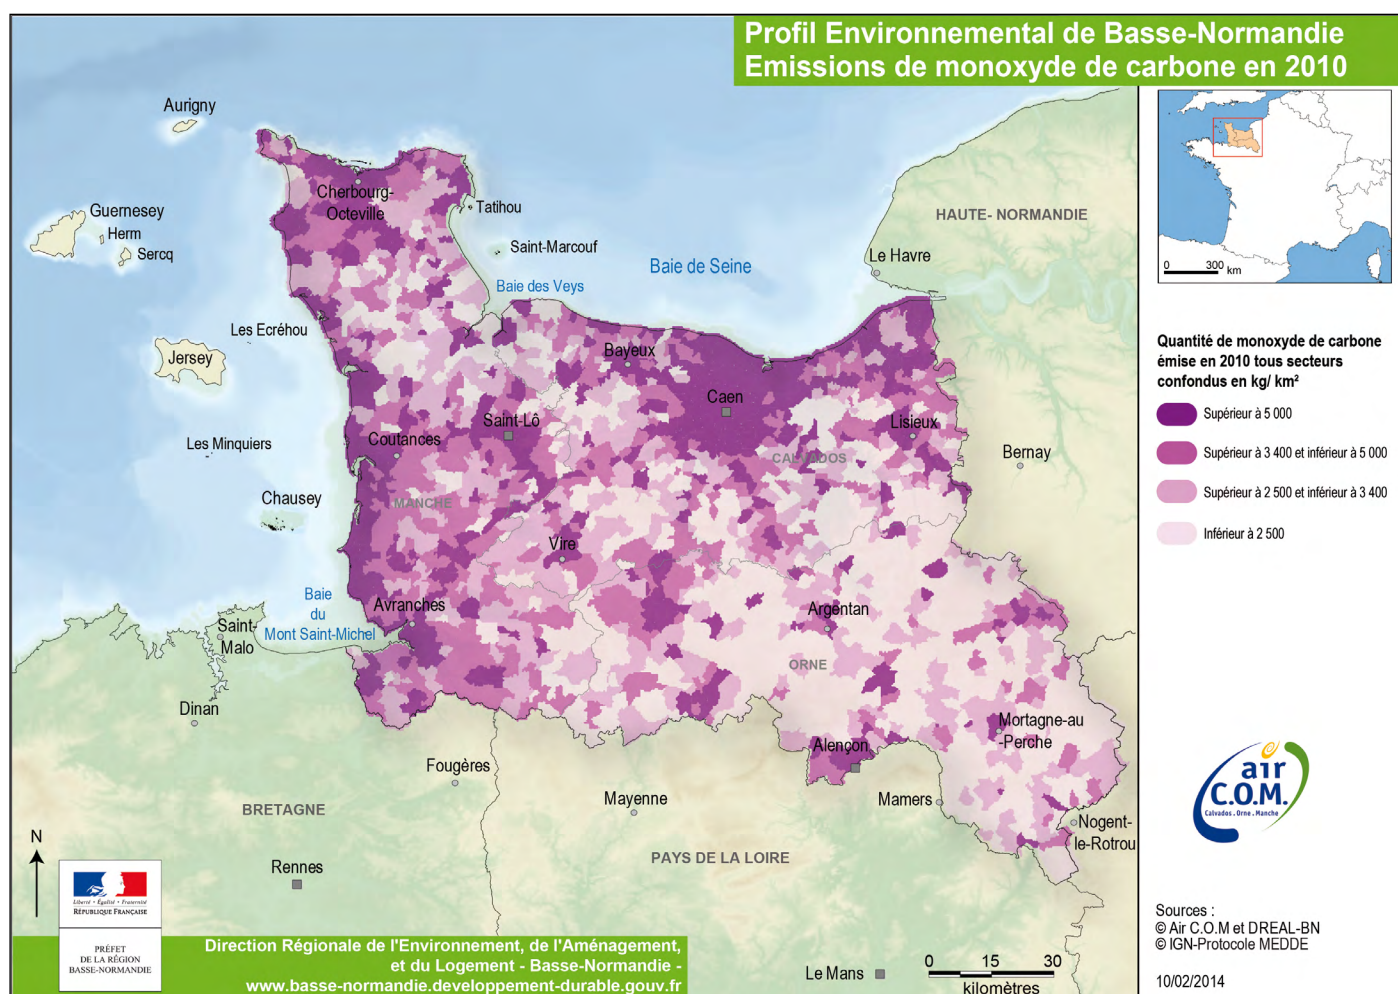 Profil Environnemental de Basse-Normandie
Emissions de monoxyde de carbone en 2010
Aurigny
Guernesey
Herm
Sercq
Cherbourg-
Octeville
Tatihou
Saint-Marcouf
Baie des Veys
Baie de Seine
HAUTE- NORMANDIE
Le Havre
Les Ecréhou
Jersey
Bayeux
Caen
Saint-Lô
Coutances
Lisieux
Les Minquiers
CALVADOS
Bernay
Chausey
MANCHE
Vire
Baie
du
Mont Saint-Michel
Avranches
Argentan
Saint-
Malo
ORNE
Dinan
Mortagne-au
-Perche
Alençon
Fougères
Mayenne
Mamers
Nogent-
le-Rotrou
BRETAGNE
PAYS DE LA LOIRE
Rennes
Le Mans
N
Liberté • Égalité • Fraternité
RÉPUBLIQUE FRANÇAISE
PRÉFET
DE LA RÉGION
BASSE-NORMANDIE
Direction Régionale de l'Environnement, de l'Aménagement,
et du Logement - Basse-Normandie -
www.basse-normandie.developpement-durable.gouv.fr
0 15 30
kilomètres
0 300 km
Quantité de monoxyde de carbone
émise en 2010 tous secteurs
confondus en kg/ km²
Supérieur à 5 000
Supérieur à 3 400 et inférieur à 5 000
Supérieur à 2 500 et inférieur à 3 400
Inférieur à 2 500
air
C.O.M.
Calvados . Orne . Manche
Sources :
© Air C.O.M et DREAL-BN
© IGN-Protocole MEDDE
10/02/2014